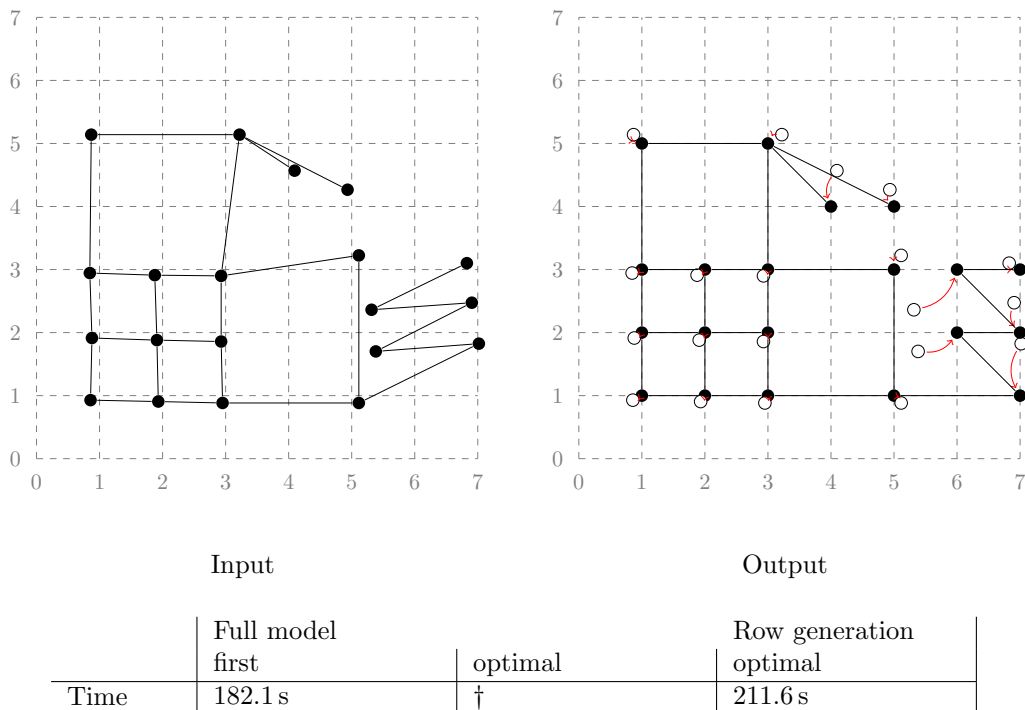 7 7
6 6
5 5
4 4
3 3
2 2
1 1
0 0
0 1 2 3 4 5 6 7 0 1 2 3 4 5 6 7
Input Output
Full model Row generation
first optimal optimal
Time 182.1 s † 211.6 s